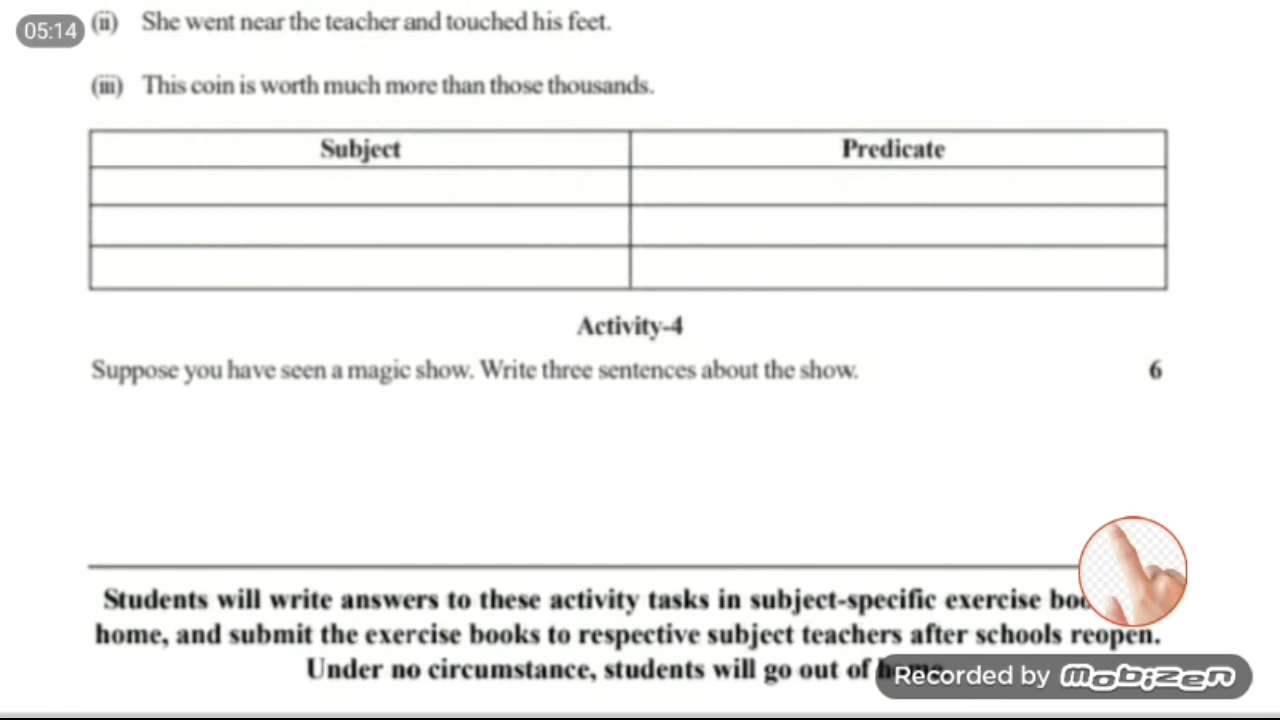 05:14
(ii) She went near the teacher and touched his feet.
(iii) This coin is worth much more than those thousands.
Subject Predicate
Activity-4
Suppose you have seen a magic show. Write three sentences about the show. 6
Students will write answers to these activity tasks in subject-specific exercise
home, and submit the exercise books to respective subject teachers after schools reopen.
Under no circumstance, students will go out of
Recorded by mobizen